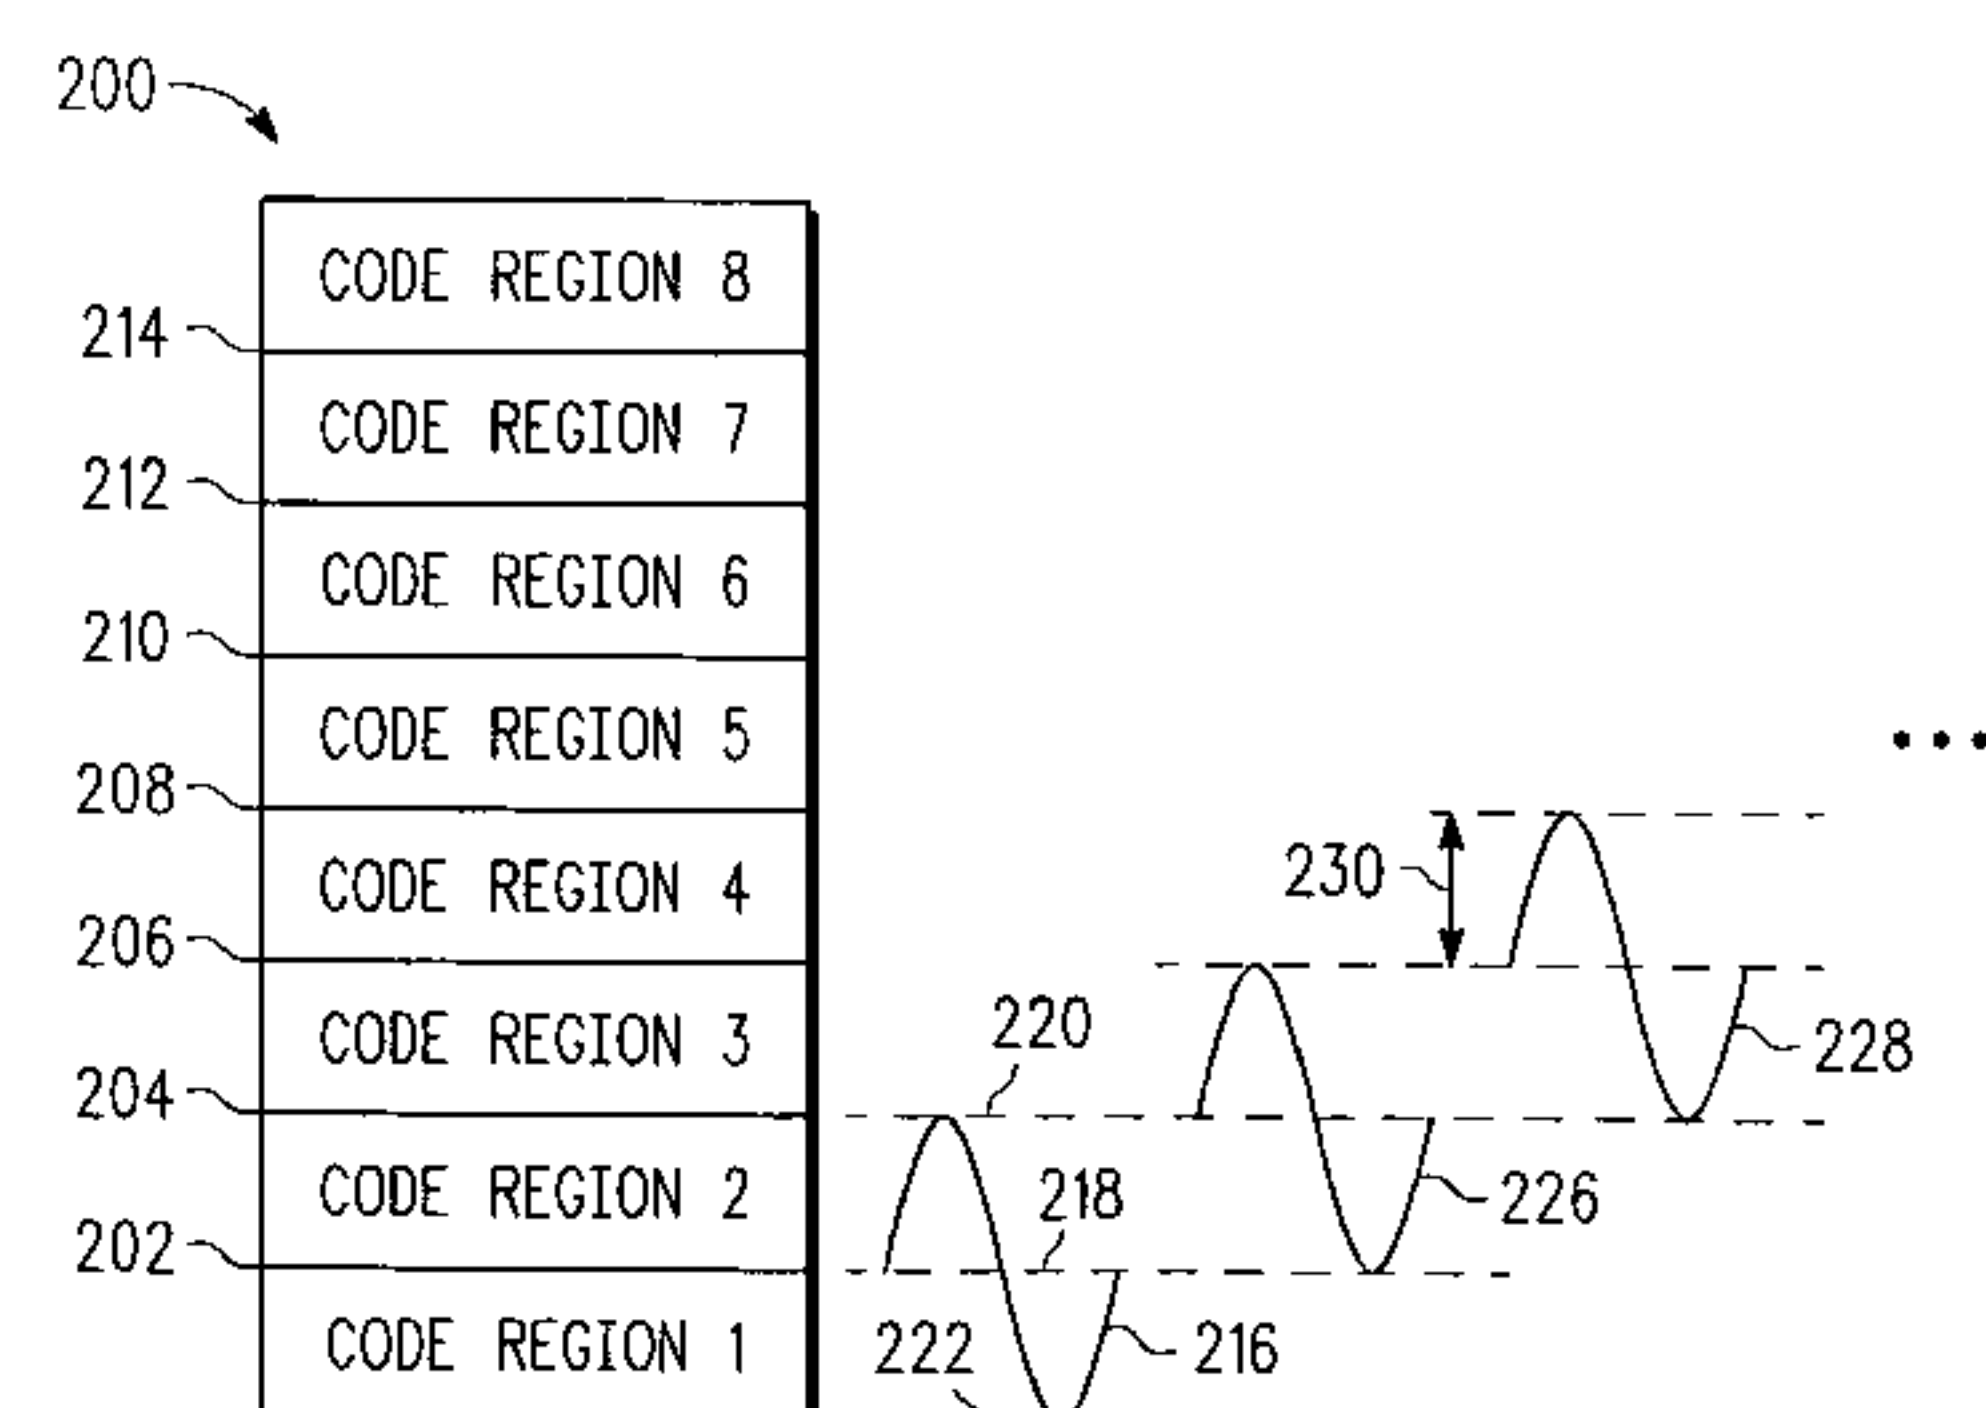 200
CODE REGION 8
214
CODE REGION 7
212
CODE REGION 6
210
CODE REGION 5
208
CODE REGION 4
230
206
CODE REGION 3
220
228
204
CODE REGION 2
218
226
202
CODE REGION 1
222
216